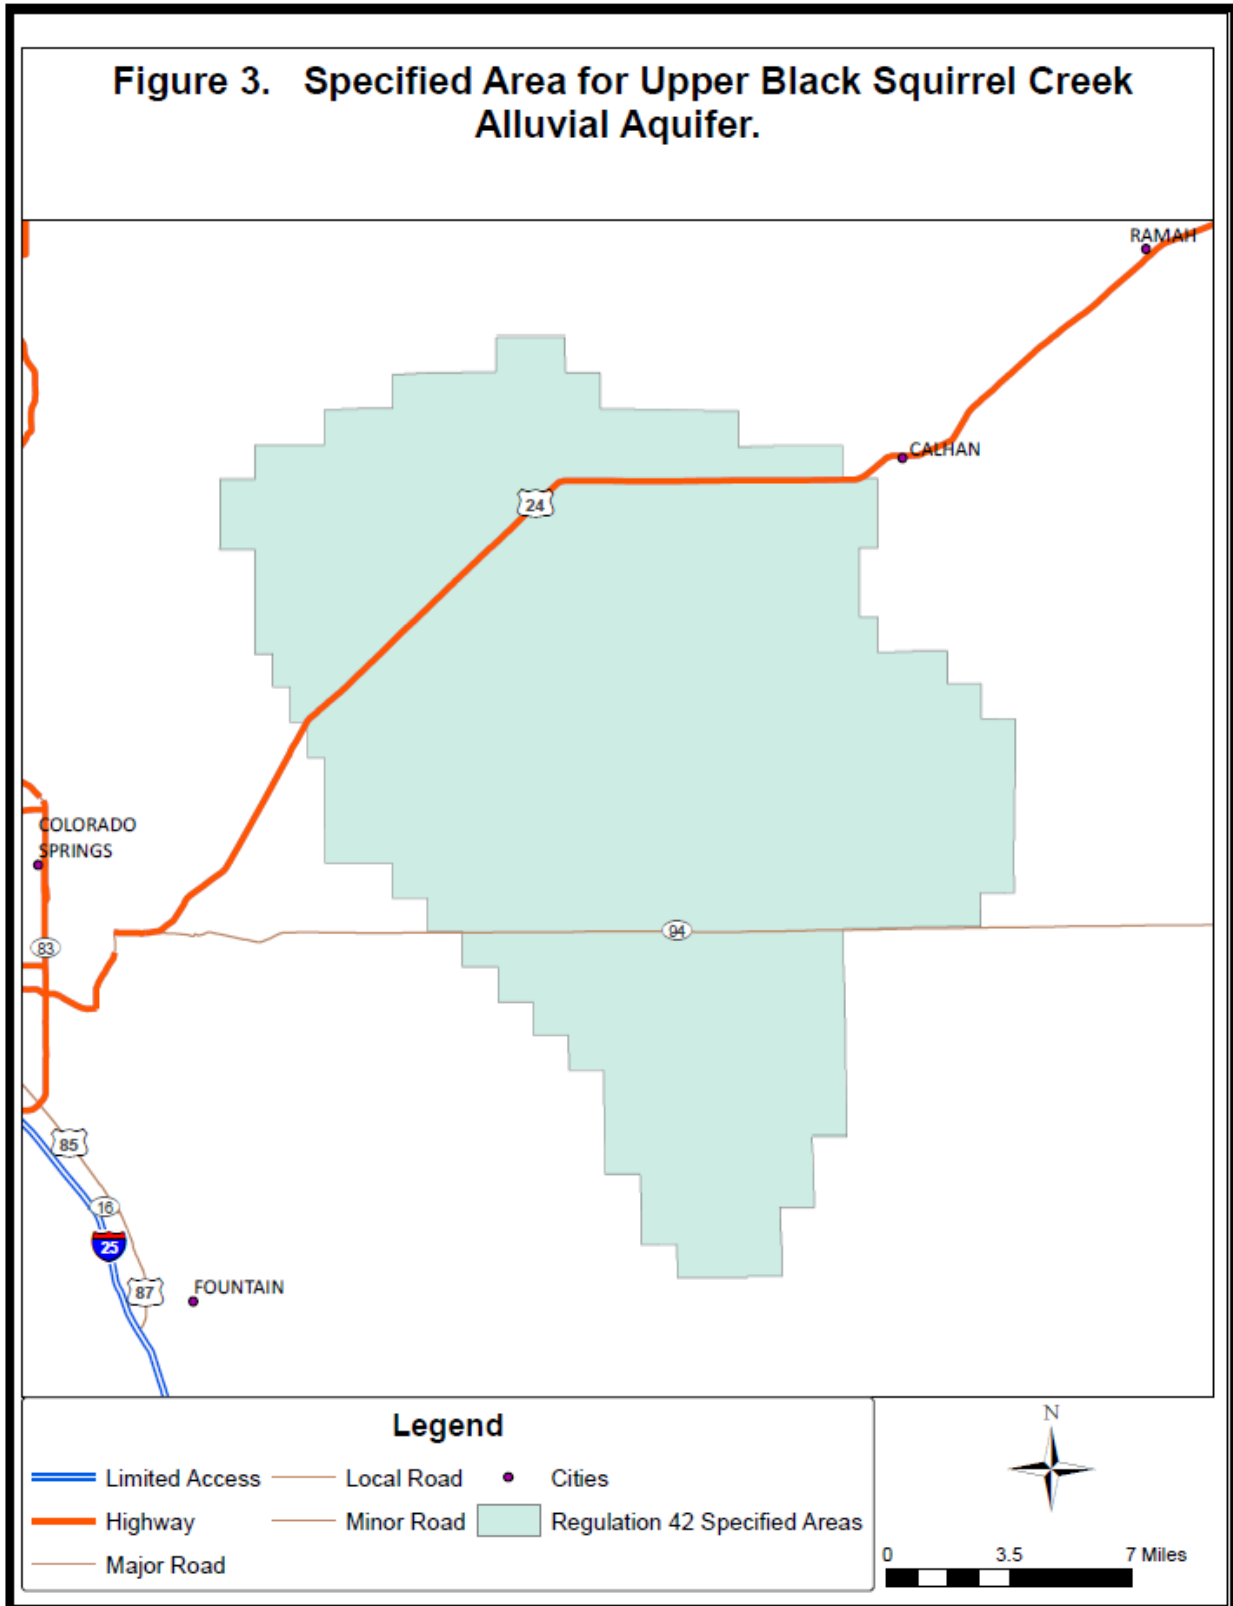 Figure 3. Specified Area for Upper Black Squirrel Creek
Alluvial Aquifer.
RAMAH
CALHAN
24
COLORADO
SPRINGS
94
83
85
16
25
87
FOUNTAIN
Legend
N
Limited Access
Local Road
Cities
Highway
Minor Road
Regulation 42 Specified Areas
Major Road
0 3.5 7 Miles